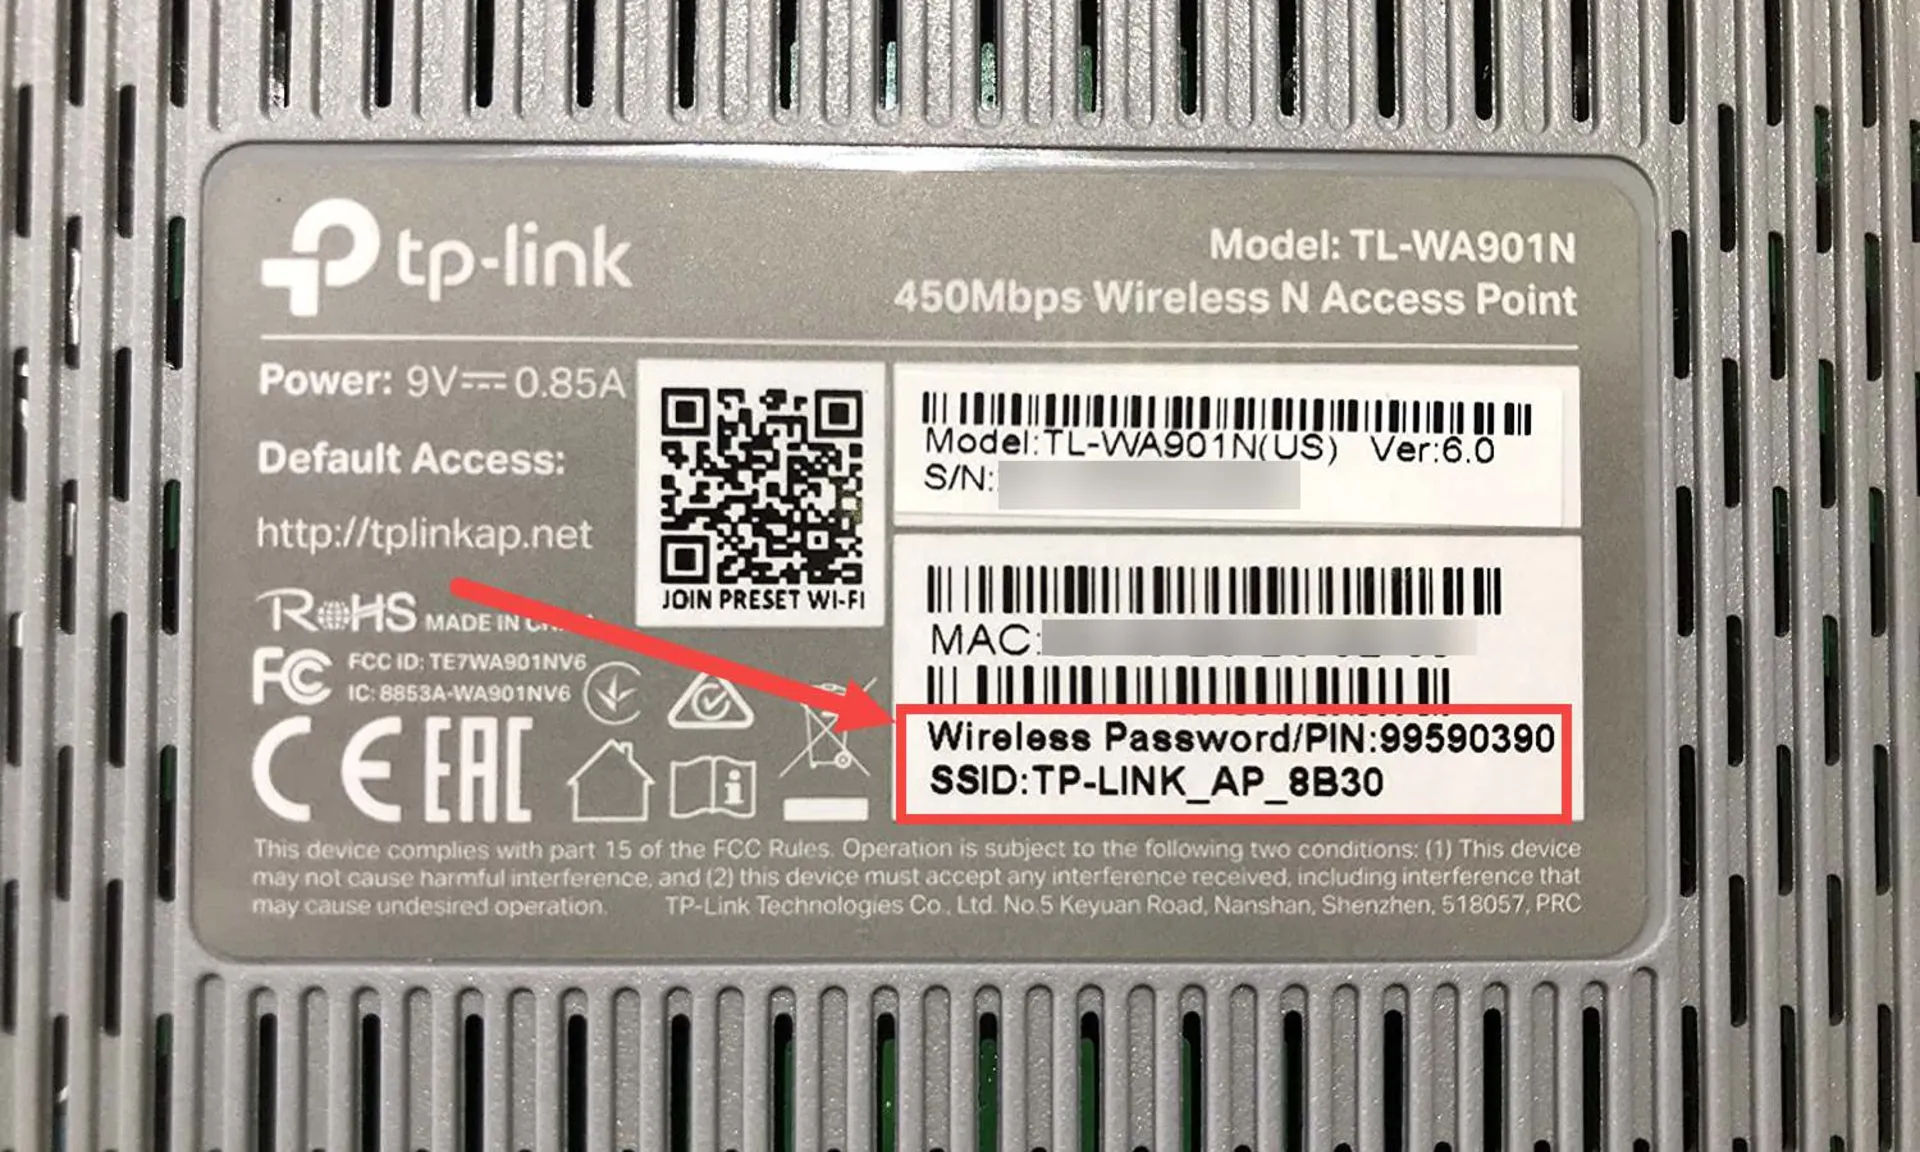 tp-link
Model: TL-WA901N
450Mbps Wireless N Access Point
Power: 9V⎓0.85A
Default Access:
http://tplinkap.net
JOIN PRESET WI-FI
Model:TL-WA901N(US) Ver:6.0
S/N:
MAC:
Wireless Password/PIN:99590390
SSID:TP-LINK_AP_8B30
RoHS MADE IN
FC FCC ID: TE7WA901NV6
IC: 8853A-WA901NV6
CE EAC
This device complies with part 15 of the FCC Rules. Operation is subject to the following two conditions: (1) This device
may not cause harmful interference, and (2) this device must accept any interference received, including interference that
may cause undesired operation. TP-Link Technologies Co., Ltd. No.5 Keyuan Road, Nanshan, Shenzhen, 518057, PRC